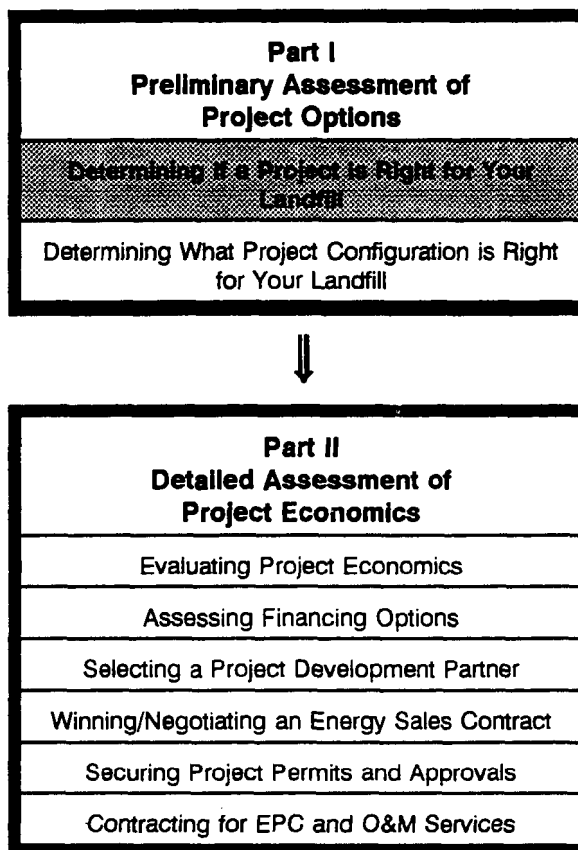 Part I
Preliminary Assessment of
Project Options
Determining if a Project is Right for Your
Landfill
Determining What Project Configuration is Right
for Your Landfill
⇓
Part II
Detailed Assessment of
Project Economics
Evaluating Project Economics
Assessing Financing Options
Selecting a Project Development Partner
Winning/Negotiating an Energy Sales Contract
Securing Project Permits and Approvals
Contracting for EPC and O&M Services